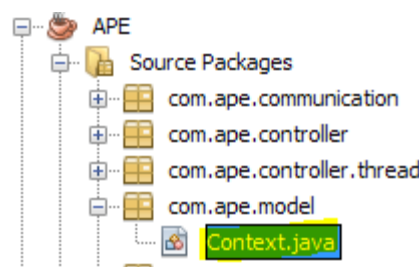 APE
Source Packages
com.ape.communication
com.ape.controller
com.ape.controller.thread
com.ape.model
Context.java